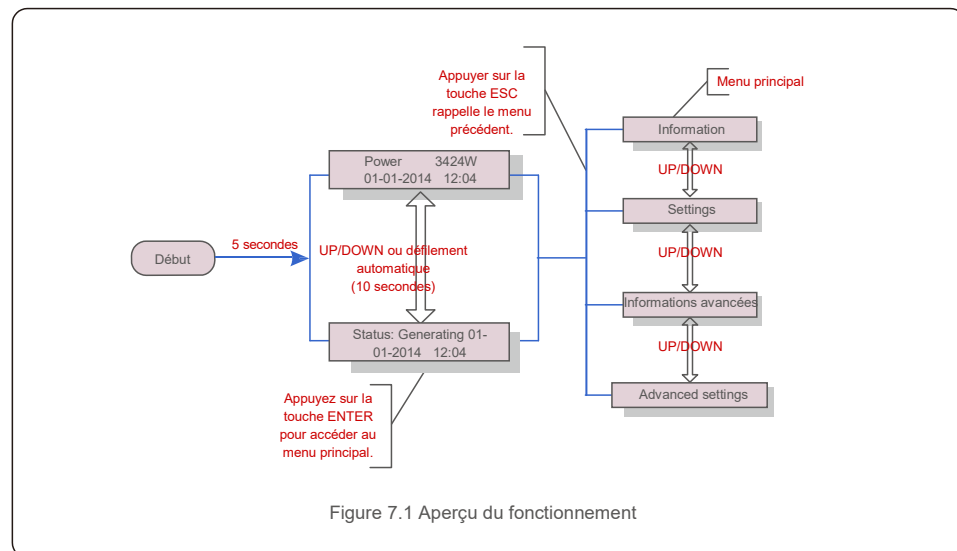 Appuyer sur la
touche ESC
rappelle le menu
précédent.
Menu principal
Information
UP/DOWN
Settings
UP/DOWN
Informations avancées
UP/DOWN
Advanced settings
Power 3424W
01-01-2014 12:04
Début
5 secondes
UP/DOWN ou défilement
automatique
(10 secondes)
Status: Generating 01-
01-2014 12:04
Appuyez sur la
touche ENTER
pour accéder au
menu principal.
Figure 7.1 Aperçu du fonctionnement